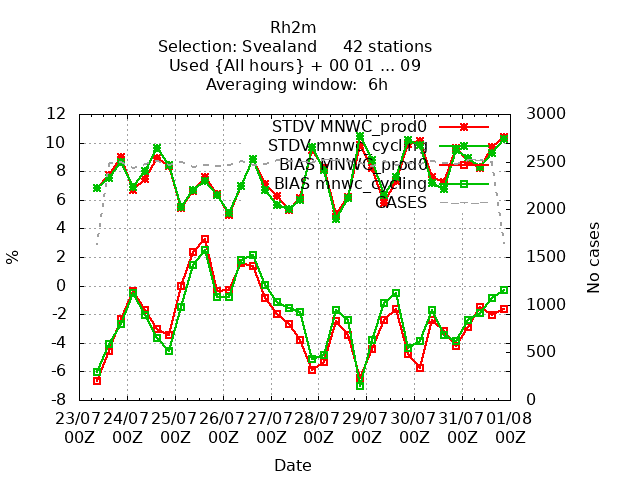 Rh2m
Selection: Svealand 42 stations
Used {All hours} + 00 01 ... 09
Averaging window: 6h
STDV MNWC_prod0
STDV mnwc_cycling
BIAS MNWC_prod0
BIAS mnwc_cycling
CASES
12
10
8
6
4
2
0
-2
-4
-6
-8
%
3000
2500
2000
1500
1000
500
0
No cases
23/07 24/07 25/07 26/07 27/07 28/07 29/07 30/07 31/07 01/08
00Z 00Z 00Z 00Z 00Z 00Z 00Z 00Z 00Z 00Z
Date